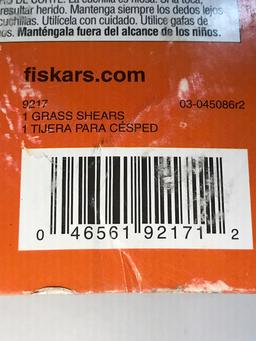 resultar herido. Mantenga siempre los dedos lejos
cuchillas. Utilícela con cuidado. Utilice gafas de
Manténgala fuera del alcance de los niños.
fiskars.com
9217 03-045086r2
1 GRASS SHEARS
1 TIJERA PARA CÉSPED
0 46561 92171 2